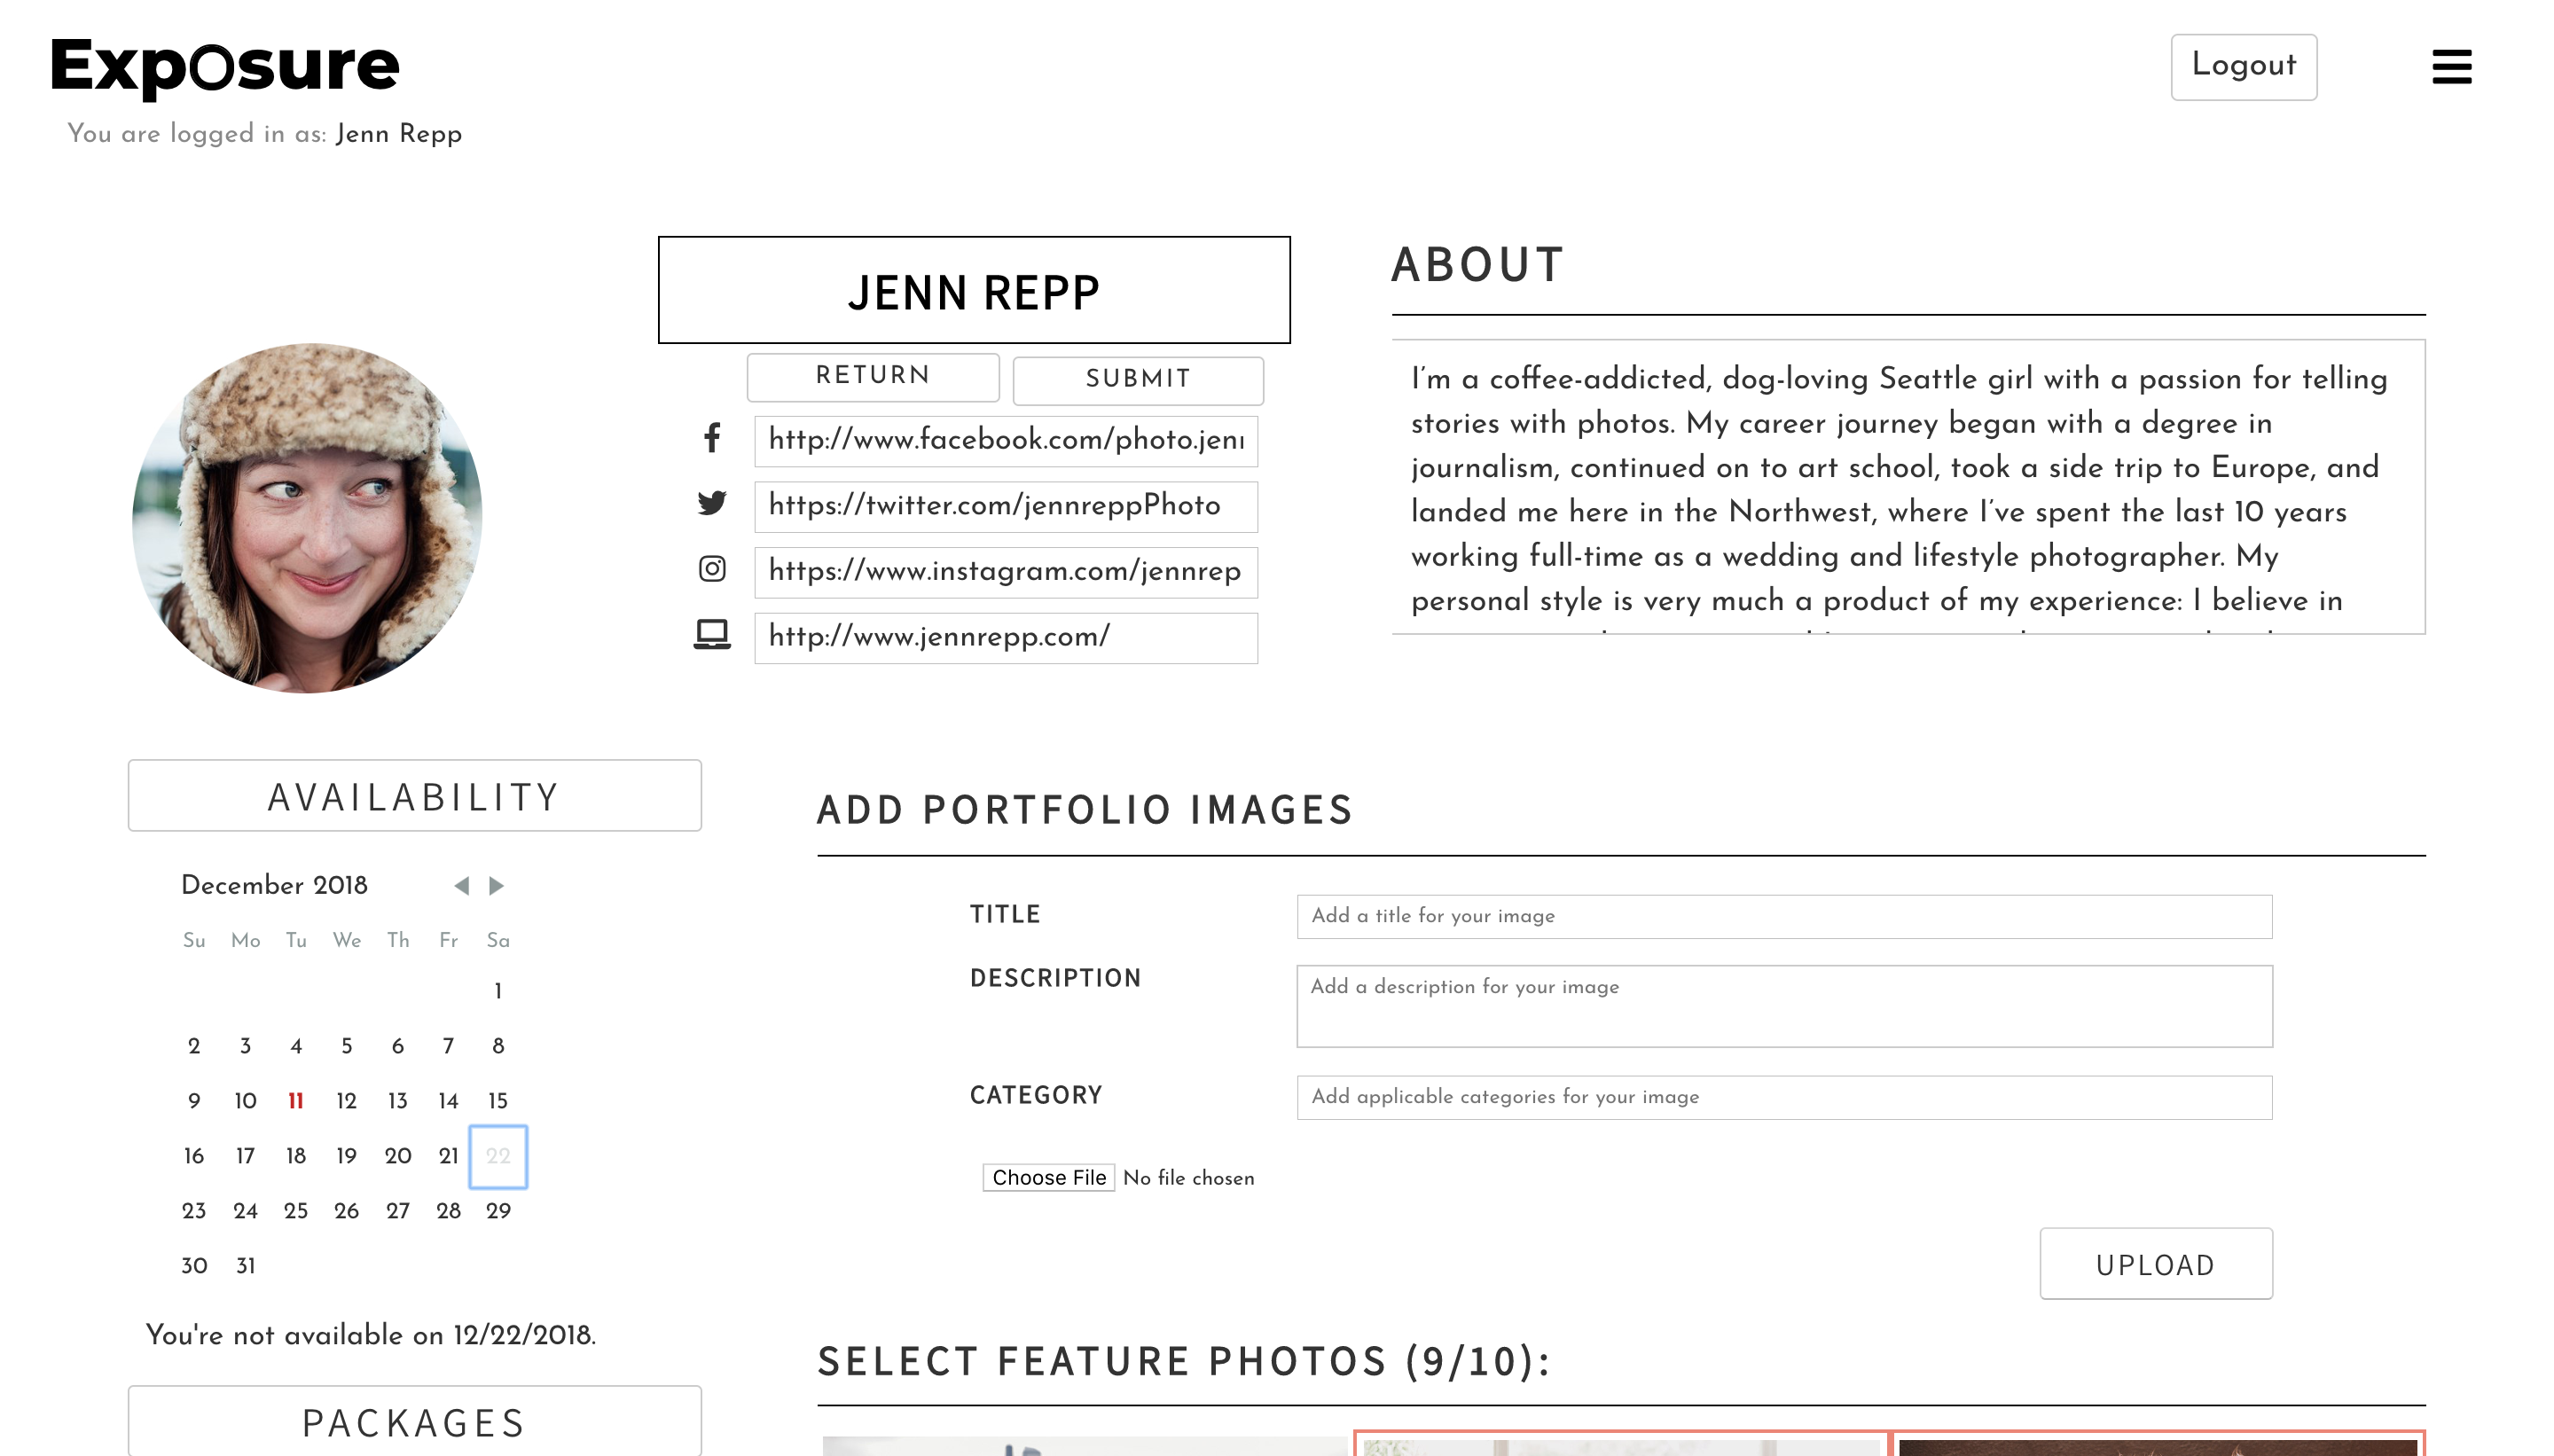 Exposure
Logout
You are logged in as: Jenn Repp
JENN REPP
RETURN
SUBMIT
http://www.facebook.com/photo.jen
https://twitter.com/jennreppPhoto
https://www.instagram.com/jennrep
http://www.jennrepp.com/
ABOUT
I'm a coffee-addicted, dog-loving Seattle girl with a passion for telling
stories with photos. My career journey began with a degree in
journalism, continued on to art school, took a side trip to Europe, and
landed me here in the Northwest, where I've spent the last 10 years
working full-time as a wedding and lifestyle photographer. My
personal style is very much a product of my experience: I believe in
AVAILABILITY
December 2018
Su Mo Tu We Th Fr Sa
1
2 3 4 5 6 7 8
9 10 11 12 13 14 15
16 17 18 19 20 21 22
23 24 25 26 27 28 29
30 31
You're not available on 12/22/2018.
PACKAGES
ADD PORTFOLIO IMAGES
TITLE
Add a title for your image
DESCRIPTION
Add a description for your image
CATEGORY
Add applicable categories for your image
Choose File No file chosen
UPLOAD
SELECT FEATURE PHOTOS (9/10):